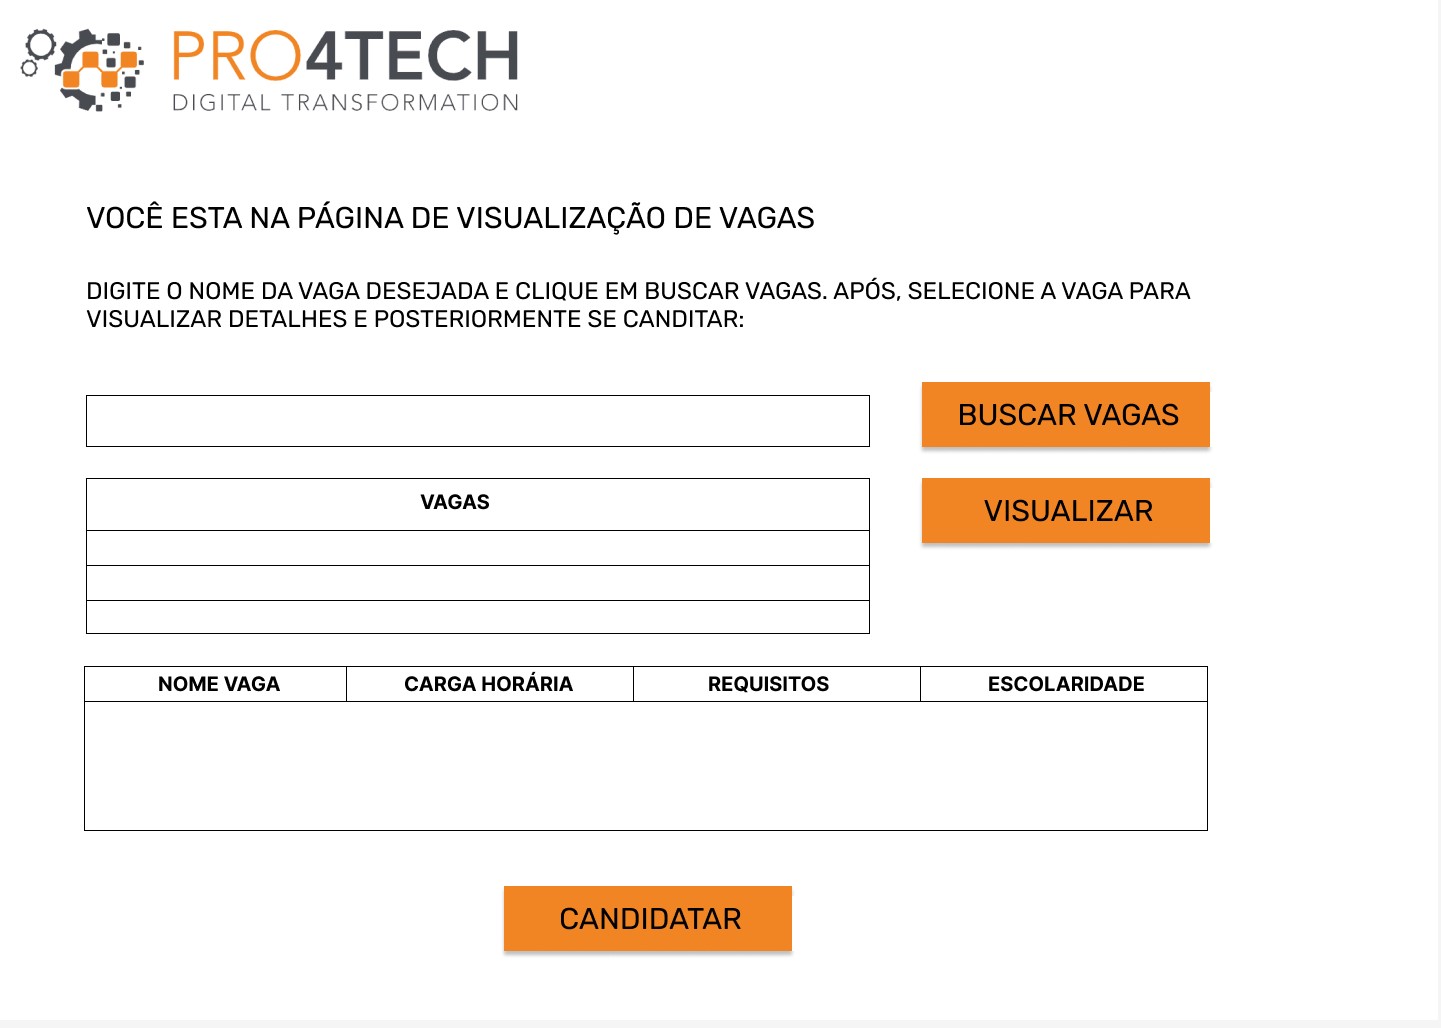 PRO4TECH
DIGITAL TRANSFORMATION
VOCÊ ESTA NA PÁGINA DE VISUALIZAÇÃO DE VAGAS
DIGITE O NOME DA VAGA DESEJADA E CLIQUE EM BUSCAR VAGAS. APÓS, SELECIONE A VAGA PARA
VISUALIZAR DETALHES E POSTERIORMENTE SE CANDITAR:
BUSCAR VAGAS
VAGAS
VISUALIZAR
NOME VAGA CARGA HORÁRIA REQUISITOS ESCOLARIDADE
CANDIDATAR